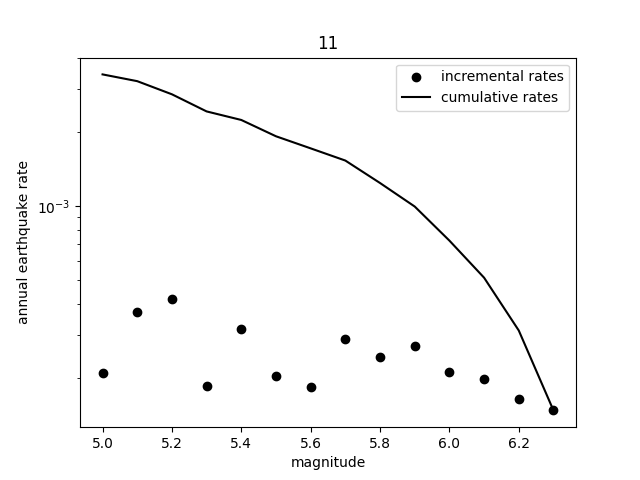 11
incremental rates
cumulative rates
annual earthquake rate
10⁻³
5.0 5.2 5.4 5.6 5.8 6.0 6.2
magnitude